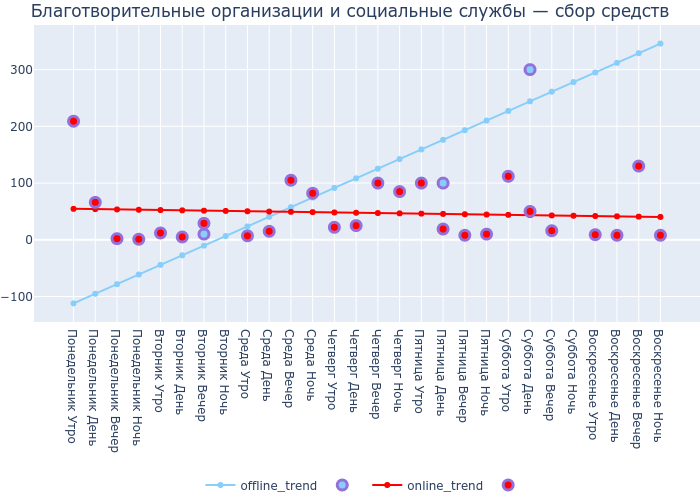 Благотворительные организации и социальные службы — сбор средств
300
200
100
0
−100
Понедельник Утро
Понедельник День
Понедельник Вечер
Понедельник Ночь
Вторник Утро
Вторник День
Вторник Вечер
Вторник Ночь
Среда Утро
Среда День
Среда Вечер
Среда Ночь
Четверг Утро
Четверг День
Четверг Вечер
Четверг Ночь
Пятница Утро
Пятница День
Пятница Вечер
Пятница Ночь
Суббота Утро
Суббота День
Суббота Вечер
Суббота Ночь
Воскресенье Утро
Воскресенье День
Воскресенье Вечер
Воскресенье Ночь
offline_trend online_trend